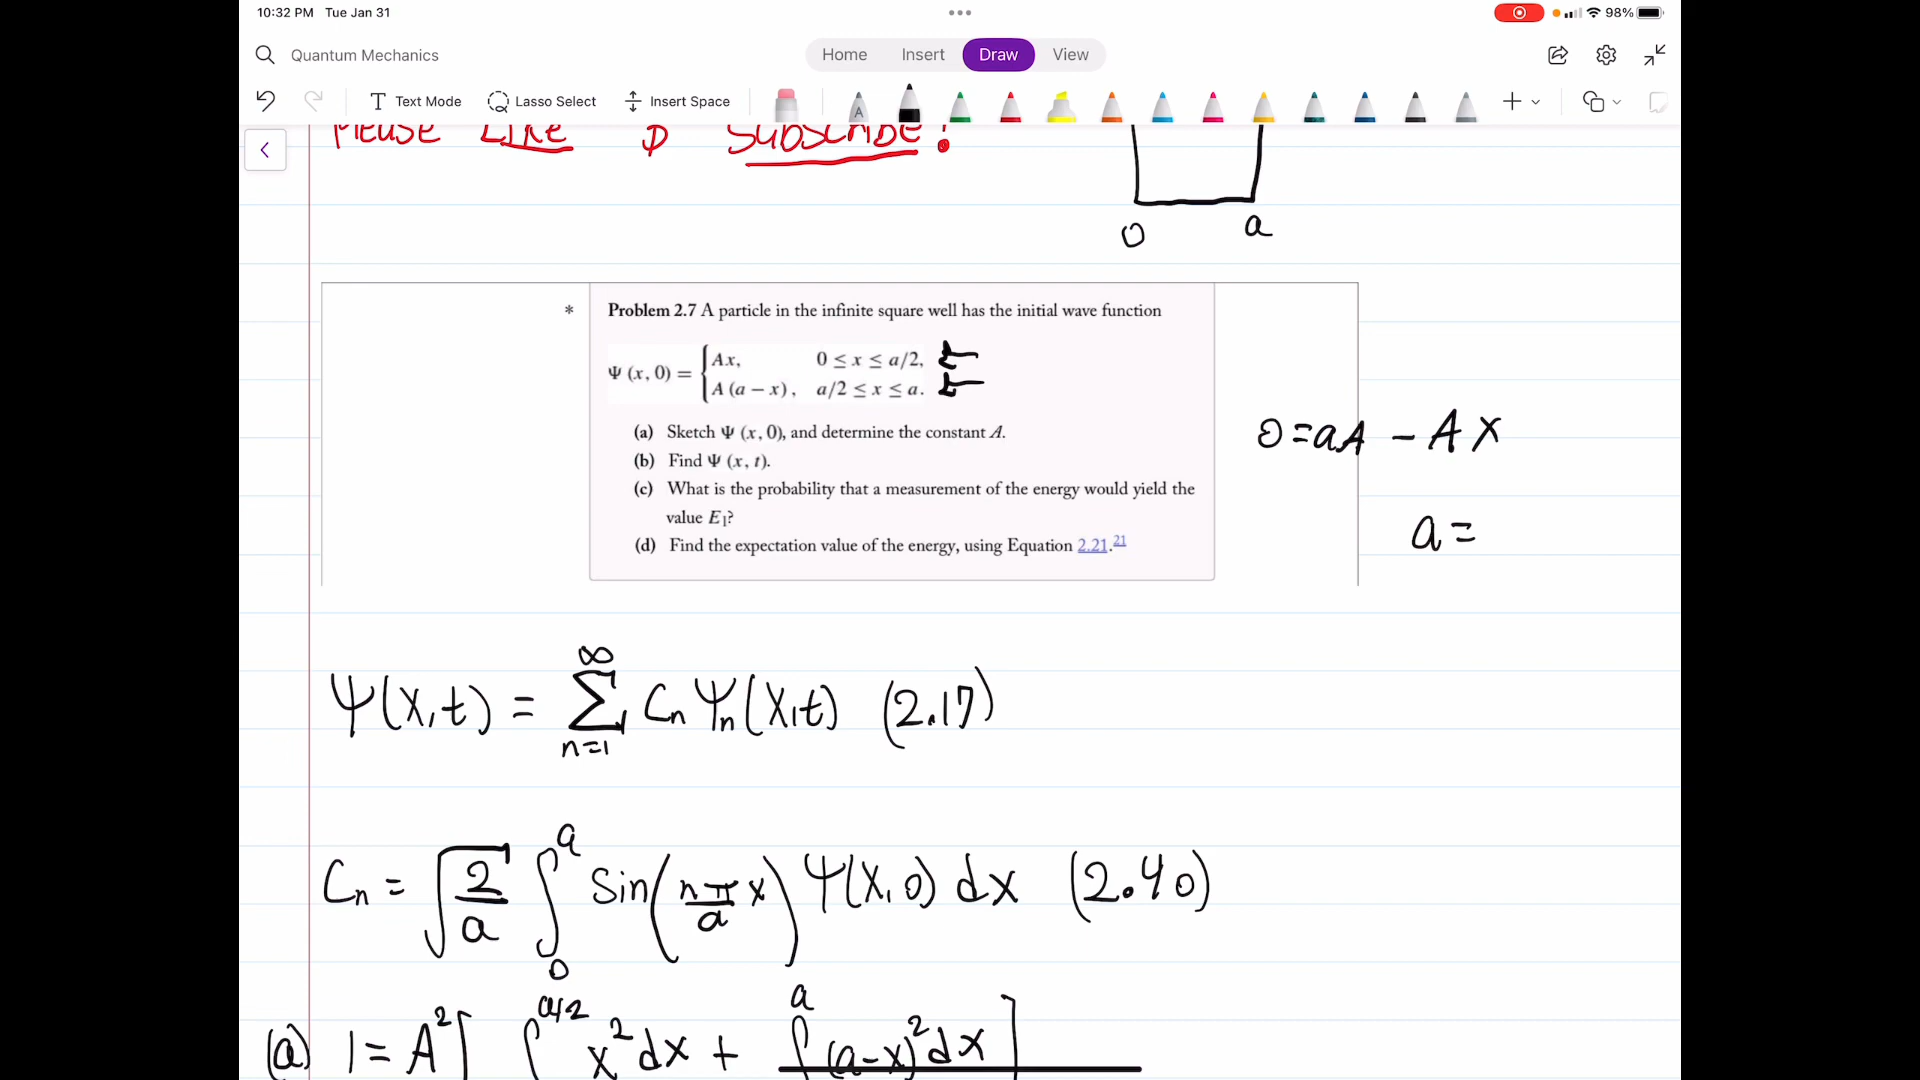 10:32 PM Tue Jan 31
98%
Quantum Mechanics
Home Insert Draw View
Text Mode Lasso Select Insert Space
PLEASE LIKE & SUBSCRIBE!
0 a
* Problem 2.7 A particle in the infinite square well has the initial wave function
Ψ (x, 0) = { Ax, 0 ≤ x ≤ a/2,
A (a − x), a/2 ≤ x ≤ a.
(a) Sketch Ψ (x, 0), and determine the constant A.
(b) Find Ψ (x, t).
(c) What is the probability that a measurement of the energy would yield the
value E₁?
(d) Find the expectation value of the energy, using Equation 2.21.²¹
0 = aA − AX
a =
Ψ(x,t) = ∑ₙ₌₁^∞ Cₙ Ψₙ(x,t) (2.17)
Cₙ = √(2/a) ∫₀^a Sin(nπ/a x) Ψ(x,0) dx (2.40)
(a) 1 = A² [ ∫^(a/2) x² dx + ∫^a (a−x)² dx ]